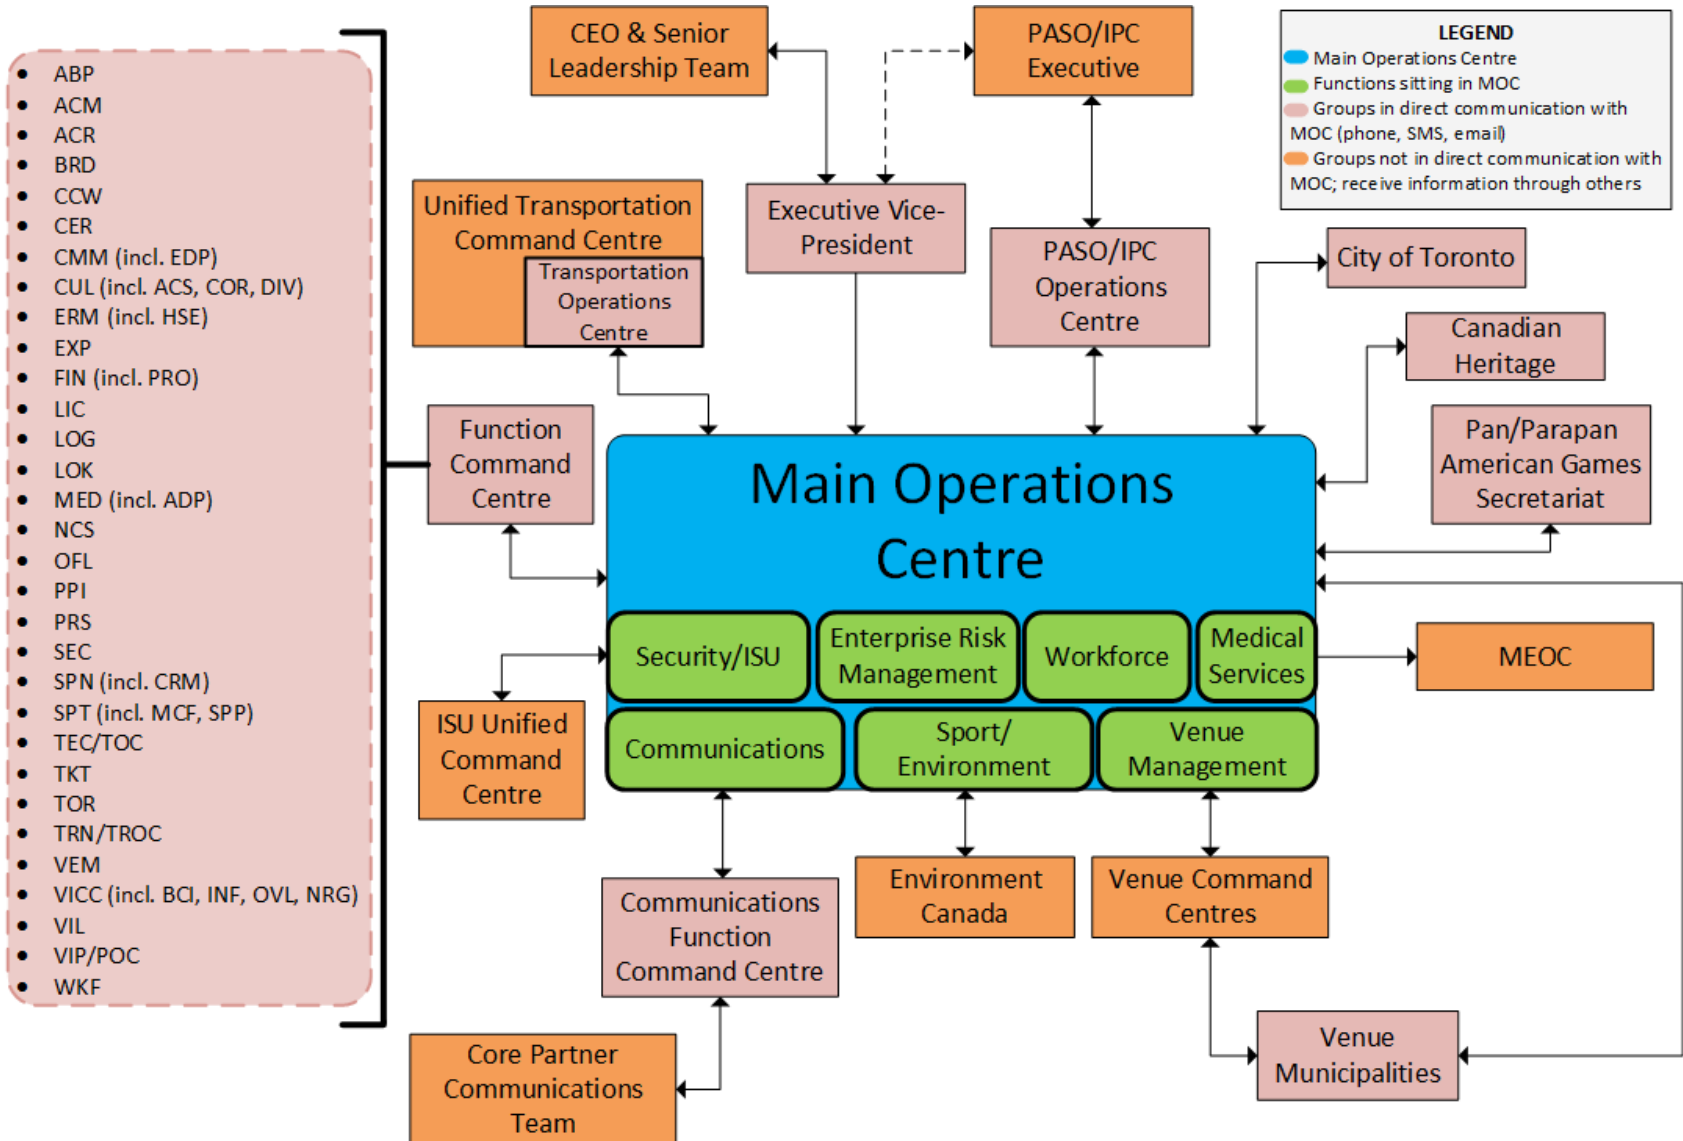 ABP
ACM
ACR
BRD
CCW
CER
CMM (incl. EDP)
CUL (incl. ACS, COR, DIV)
ERM (incl. HSE)
EXP
FIN (incl. PRO)
LIC
LOG
LOK
MED (incl. ADP)
NCS
OFL
PPI
PRS
SEC
SPN (incl. CRM)
SPT (incl. MCF, SPP)
TEC/TOC
TKT
TOR
TRN/TROC
VEM
VICC (incl. BCI, INF, OVL, NRG)
VIL
VIP/POC
WKF
CEO & Senior
Leadership Team
PASO/IPC
Executive
LEGEND
Main Operations Centre
Functions sitting in MOC
Groups in direct communication with
MOC (phone, SMS, email)
Groups not in direct communication with
MOC; receive information through others
Unified Transportation
Command Centre
Transportation
Operations
Centre
Executive Vice-
President
PASO/IPC
Operations
Centre
City of Toronto
Canadian
Heritage
Pan/Parapan
American Games
Secretariat
Function
Command
Centre
Main Operations
Centre
Security/ISU
Enterprise Risk
Management
Workforce
Medical
Services
MEOC
Communications
Sport/
Environment
Venue
Management
ISU Unified
Command
Centre
Communications
Function
Command Centre
Environment
Canada
Venue Command
Centres
Core Partner
Communications
Team
Venue
Municipalities